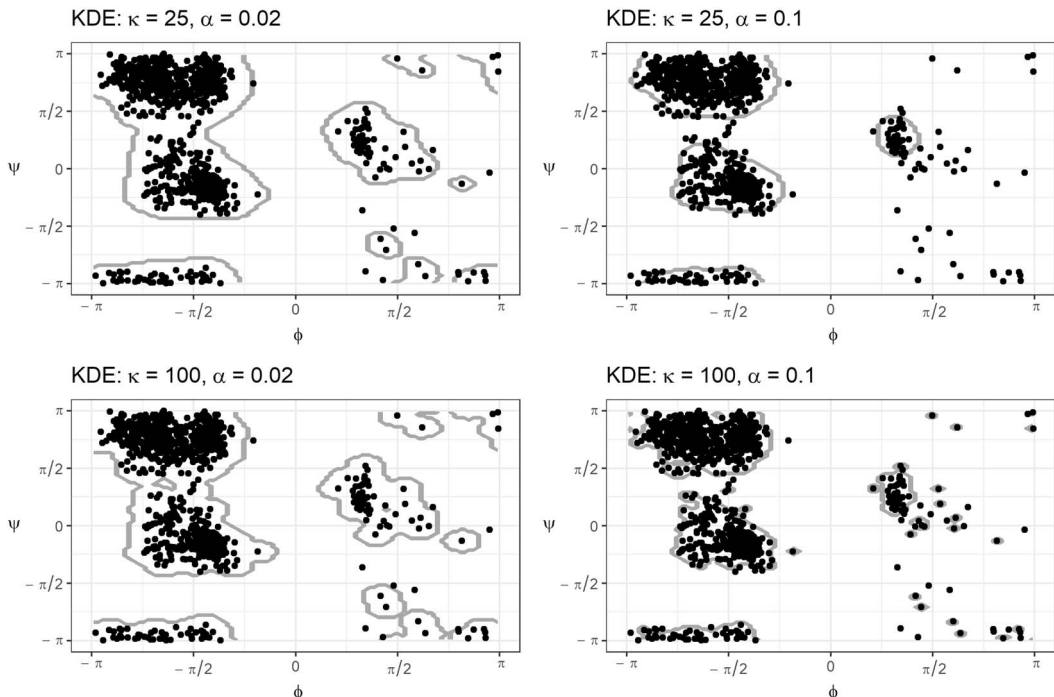 KDE: κ = 25, α = 0.02
π
π/2
ψ
0
− π/2
− π
− π
− π/2
0
π/2
π
ϕ
KDE: κ = 25, α = 0.1
π
π/2
ψ
0
− π/2
− π
− π
− π/2
0
π/2
π
ϕ
KDE: κ = 100, α = 0.02
π
π/2
ψ
0
− π/2
− π
− π
− π/2
0
π/2
π
ϕ
KDE: κ = 100, α = 0.1
π
π/2
ψ
0
− π/2
− π
− π
− π/2
0
π/2
π
ϕ